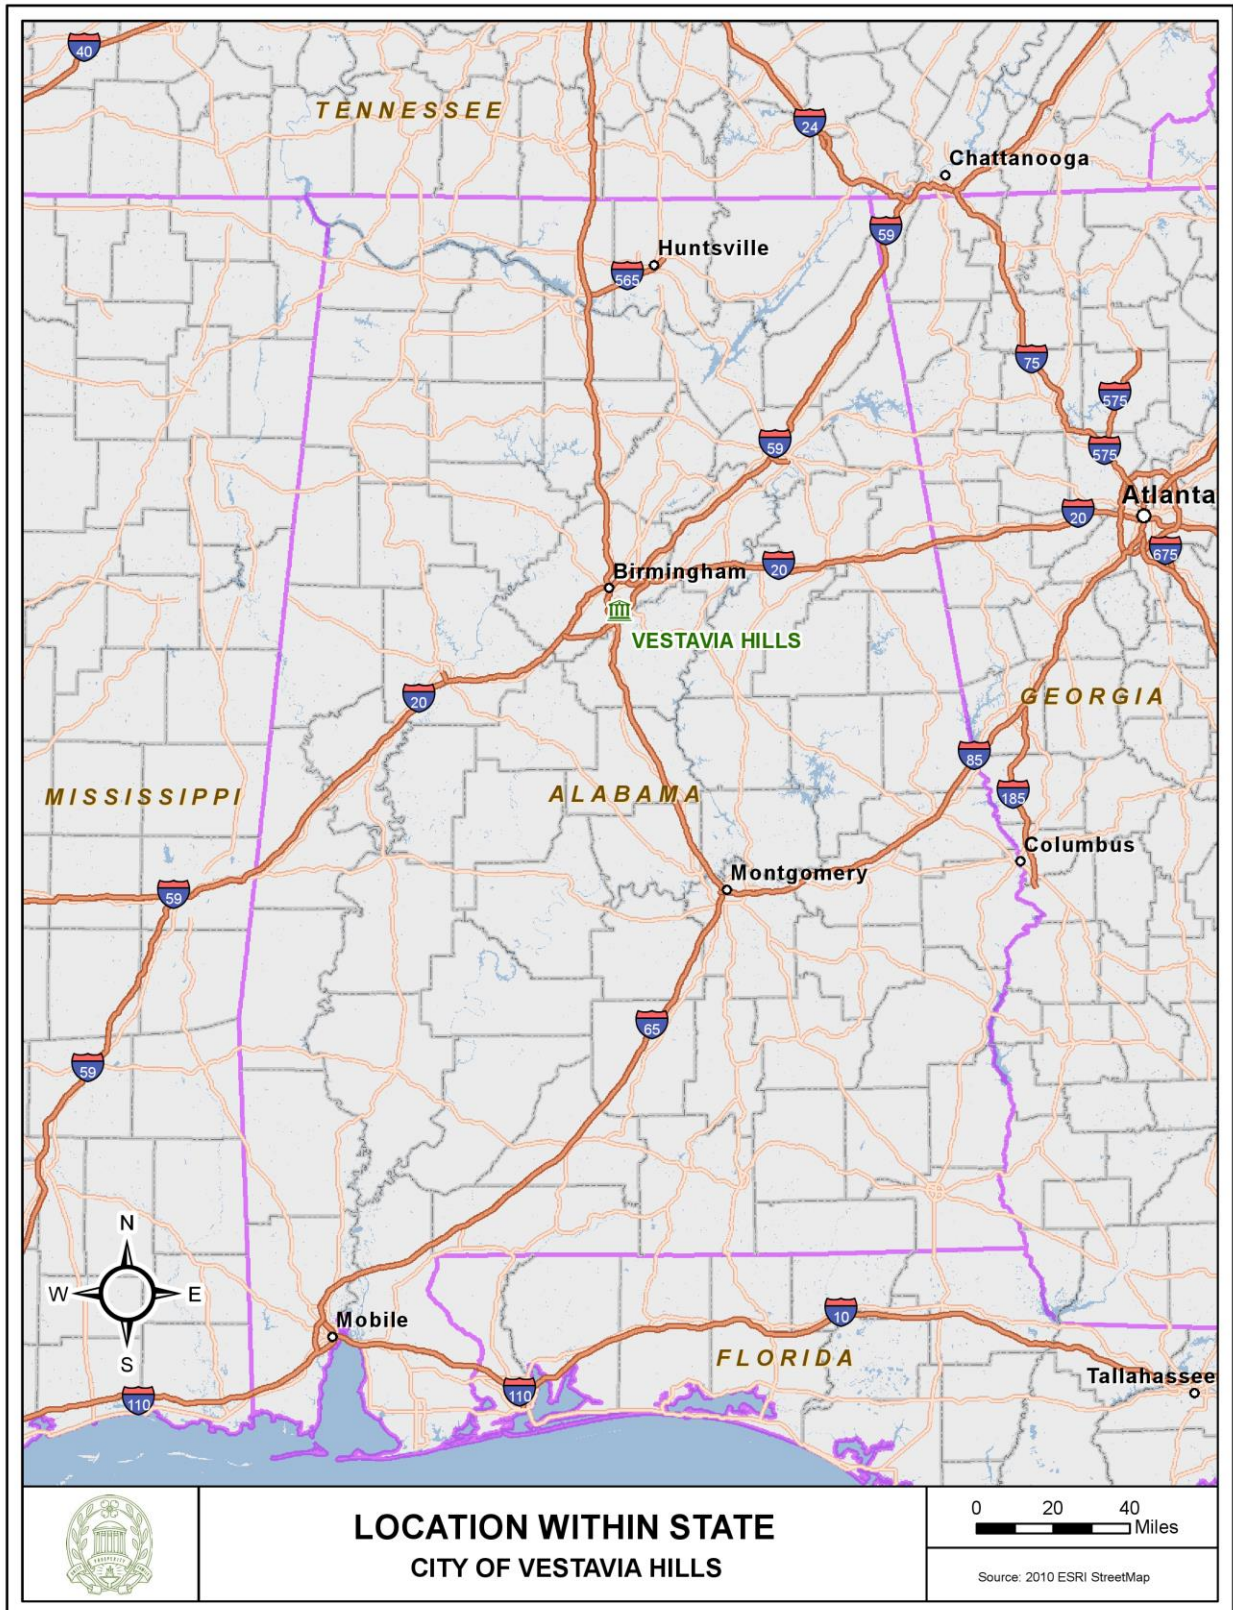 40
TENNESSEE
24
Chattanooga
59
Huntsville
565
75
575
59
575
Atlanta
20
675
Birmingham
20
VESTAVIA HILLS
20
GEORGIA
85
MISSISSIPPI
ALABAMA
185
Columbus
Montgomery
59
65
59
N
W
E
S
Mobile
10
FLORIDA
Tallahassee
110
110
LOCATION WITHIN STATE
CITY OF VESTAVIA HILLS
0 20 40
Miles
Source: 2010 ESRI StreetMap
PROSPERITY